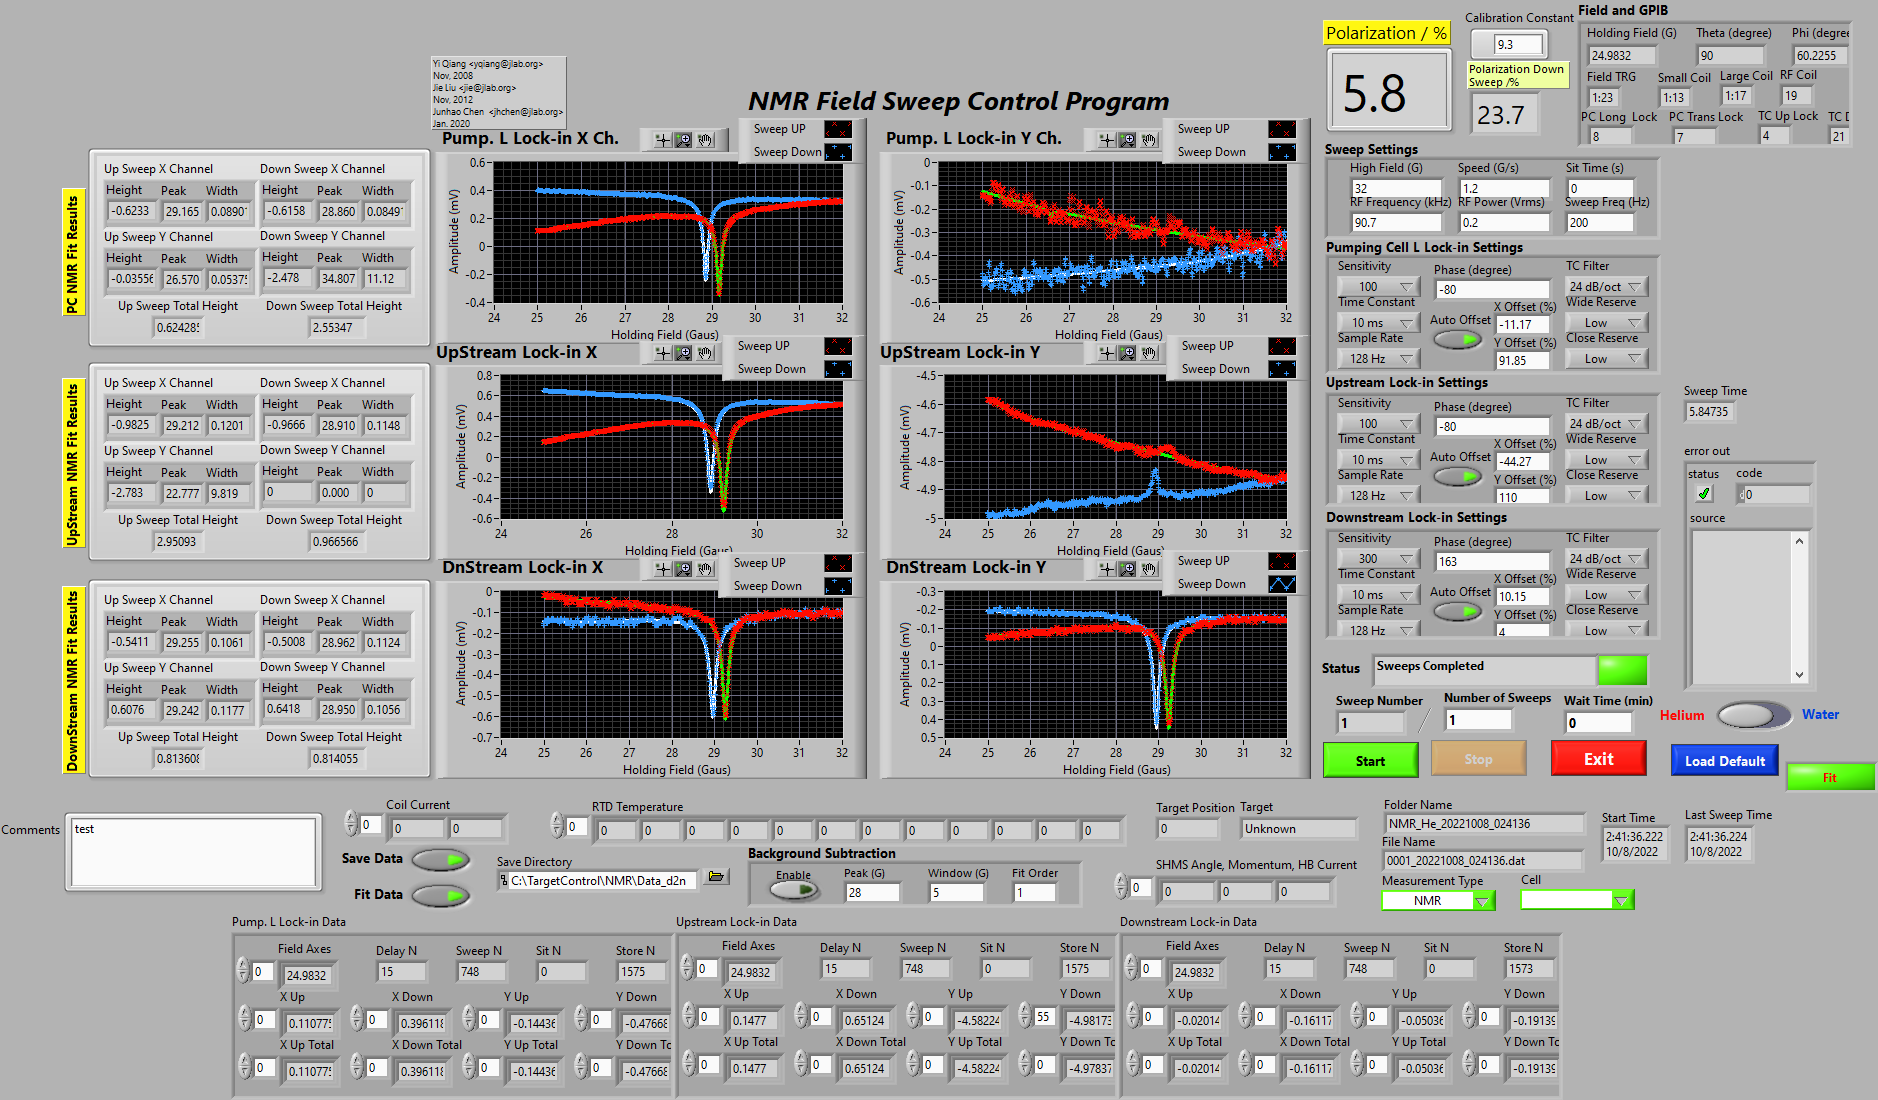 Yi Qiang <yqiang@jlab.org>
Nov, 2008
Jie Liu <jie@jlab.org>
Nov, 2012
Junhao Chen <jhchen@jlab.org>
Jan. 2020
NMR Field Sweep Control Program
Polarization / %
5.8
Calibration Constant
9.3
Polarization Down
Sweep /%
23.7
Field and GPIB
Holding Field (G) Theta (degree) Phi (degree
24.9832 90 60.2255
Field TRG Small Coil Large Coil RF Coil
1:23 1:13 1:17 19
PC Long Lock PC Trans Lock TC Up Lock TC D
8 7 4 21
PC NMR Fit Results
Up Sweep X Channel Down Sweep X Channel
Height Peak Width Height Peak Width
-0.6233 29.165 0.0890 -0.6158 28.860 0.0849
Up Sweep Y Channel Down Sweep Y Channel
Height Peak Width Height Peak Width
-0.03556 26.570 0.0537 -2.478 34.807 11.12
Up Sweep Total Height Down Sweep Total Height
0.62428 2.55347
UpStream NMR Fit Results
Up Sweep X Channel Down Sweep X Channel
Height Peak Width Height Peak Width
-0.9825 29.212 0.1201 -0.9666 28.910 0.1148
Up Sweep Y Channel Down Sweep Y Channel
Height Peak Width Height Peak Width
-2.783 22.777 9.819 0 0.000 0
Up Sweep Total Height Down Sweep Total Height
2.95093 0.966566
DownStream NMR Fit Results
Up Sweep X Channel Down Sweep X Channel
Height Peak Width Height Peak Width
-0.5411 29.255 0.1061 -0.5008 28.962 0.1124
Up Sweep Y Channel Down Sweep Y Channel
Height Peak Width Height Peak Width
0.6076 29.242 0.1177 0.6418 28.950 0.1056
Up Sweep Total Height Down Sweep Total Height
0.813608 0.814055
Pump. L Lock-in X Ch.
Sweep UP
Sweep Down
Amplitude (mV)
0.6
0.4
0.2
0
-0.2
-0.4
24 25 26 27 28 29 30 31 32
Holding Field (Gaus)
Pump. L Lock-in Y Ch.
Sweep UP
Sweep Down
Amplitude (mV)
0
-0.1
-0.2
-0.3
-0.4
-0.5
-0.6
24 25 26 27 28 29 30 31 32
Holding Field (Gaus)
UpStream Lock-in X
Sweep UP
Sweep Down
Amplitude (mV)
0.8
0.6
0.4
0.2
0
-0.2
-0.4
-0.6
24 26 28 30 32
Holding Field (Gaus)
UpStream Lock-in Y
Sweep UP
Sweep Down
Amplitude (mV)
-4.5
-4.6
-4.7
-4.8
-4.9
-5
24 25 26 27 28 29 30 31 32
Holding Field (Gaus)
DnStream Lock-in X
Sweep UP
Sweep Down
Amplitude (mV)
0
-0.1
-0.2
-0.3
-0.4
-0.5
-0.6
-0.7
24 25 26 27 28 29 30 31 32
Holding Field (Gaus)
DnStream Lock-in Y
Sweep UP
Sweep Down
Amplitude (mV)
-0.3
-0.2
-0.1
0
0.1
0.2
0.3
0.4
0.5
24 25 26 27 28 29 30 31 32
Holding Field (Gaus)
Sweep Settings
High Field (G) Speed (G/s) Sit Time (s)
32 1.2 0
RF Frequency (kHz) RF Power (Vrms) Sweep Freq (Hz)
90.7 0.2 200
Pumping Cell L Lock-in Settings
Sensitivity Phase (degree) TC Filter
100 -80 24 dB/oct
Time Constant X Offset (%) Wide Reserve
10 ms Auto Offset -11.17 Low
Sample Rate Y Offset (%) Close Reserve
128 Hz 91.85 Low
Upstream Lock-in Settings
Sensitivity Phase (degree) TC Filter
100 -80 24 dB/oct
Time Constant X Offset (%) Wide Reserve
10 ms Auto Offset -44.27 Low
Sample Rate Y Offset (%) Close Reserve
128 Hz 110 Low
Downstream Lock-in Settings
Sensitivity Phase (degree) TC Filter
300 163 24 dB/oct
Time Constant X Offset (%) Wide Reserve
10 ms Auto Offset 10.15 Low
Sample Rate Y Offset (%) Close Reserve
128 Hz 4 Low
Sweep Time
5.84735
error out
status code
0
source
Status Sweeps Completed
Sweep Number Number of Sweeps Wait Time (min)
1 / 1 0
Helium Water
Start Stop Exit Load Default Fit
Comments test
Coil Current
0 0 0
Save Data
Fit Data
RTD Temperature
0 0 0 0 0 0 0 0 0 0 0 0 0
Save Directory
C:\TargetControl\NMR\Data_d2n
Background Subtraction
Enable Peak (G) Window (G) Fit Order
28 5 1
Target Position Target
0 Unknown
SHMS Angle, Momentum, HB Current
0 0 0 0
Folder Name
NMR_He_20221008_024136
File Name
0001_20221008_024136.dat
Measurement Type Cell
NMR
Start Time
2:41:36.222
10/8/2022
Last Sweep Time
2:41:36.224
10/8/2022
Pump. L Lock-in Data
Field Axes Delay N Sweep N Sit N Store N
0 24.9832 15 748 0 1575
X Up X Down Y Up Y Down
0 0.11077 0 0.396118 0 -0.14436 0 -0.47668
X Up Total X Down Total Y Up Total Y Down To
0 0.11077 0 0.396118 0 -0.14436 0 -0.47668
Upstream Lock-in Data
Field Axes Delay N Sweep N Sit N Store N
0 24.9832 15 748 0 1575
X Up X Down Y Up Y Down
0 0.1477 0 0.65124 0 -4.58224 55 -4.98173
X Up Total X Down Total Y Up Total Y Down To
0 0.1477 0 0.65124 0 -4.58224 0 -4.97837
Downstream Lock-in Data
Field Axes Delay N Sweep N Sit N Store N
0 24.9832 15 748 0 1573
X Up X Down Y Up Y Down
0 -0.02014 0 -0.16117 0 -0.05036 0 -0.19139
X Up Total X Down Total Y Up Total Y Down To
0 -0.02014 0 -0.16117 0 -0.05036 0 -0.19139